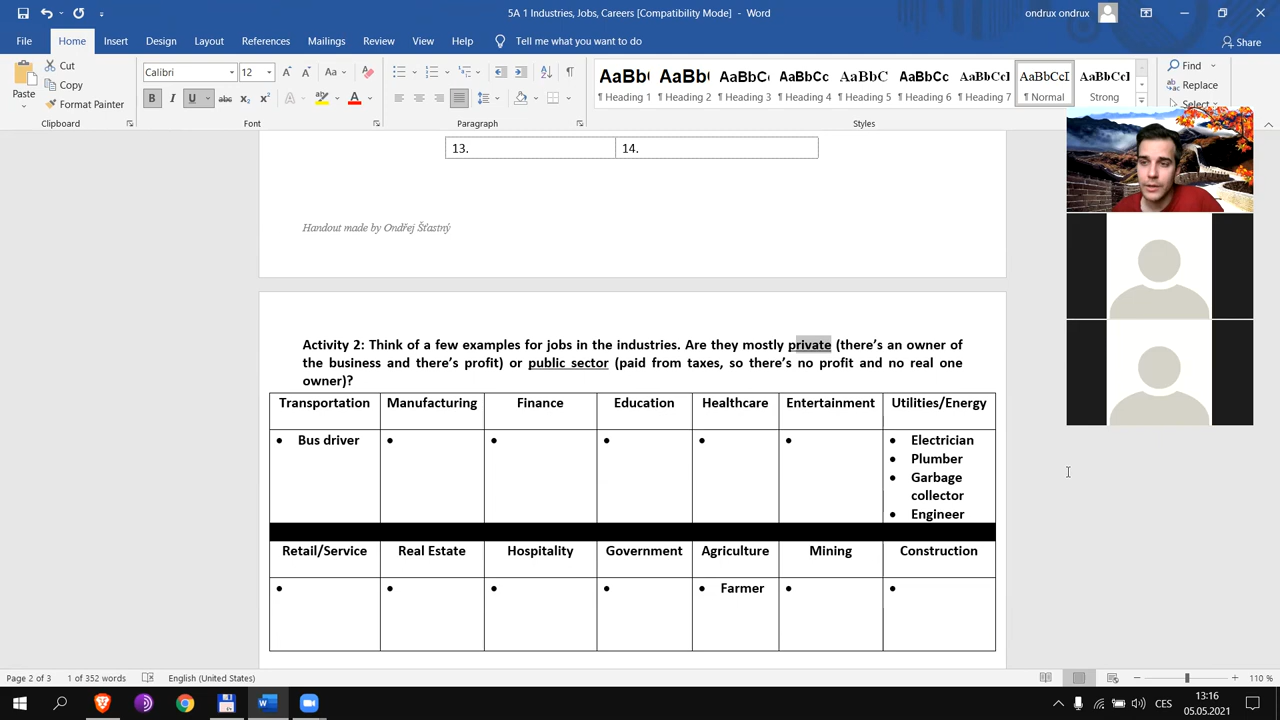 5A 1 Industries, Jobs, Careers [Compatibility Mode] - Word
ondrux ondrux
File Home Insert Design Layout References Mailings Review View Help Tell me what you want to do Share
Paste
Cut
Copy
Format Painter
Calibri 12
Aa
B I U abc x₂ x²
AaBbC Heading 1
AaBbC Heading 2
AaBbCc Heading 3
AaBbCc Heading 4
AaBbC Heading 5
AaBbCc Heading 6
AaBbCc Heading 7
AaBbCcI ¶ Normal
AaBbCcI Strong
Find
Replace
Select
Clipboard Font Paragraph Styles
13. 14.
Handout made by Ondřej Šťastný
Activity 2: Think of a few examples for jobs in the industries. Are they mostly private (there's an owner of
the business and there's profit) or public sector (paid from taxes, so there's no profit and no real one
owner)?
Transportation Manufacturing Finance Education Healthcare Entertainment Utilities/Energy
• Bus driver • • • • • • Electrician
• Plumber
• Garbage
collector
• Engineer
Retail/Service Real Estate Hospitality Government Agriculture Mining Construction
• • • • • Farmer • •
Page 2 of 3 1 of 352 words English (United States) 110 %
CES
13:16
05.05.2021